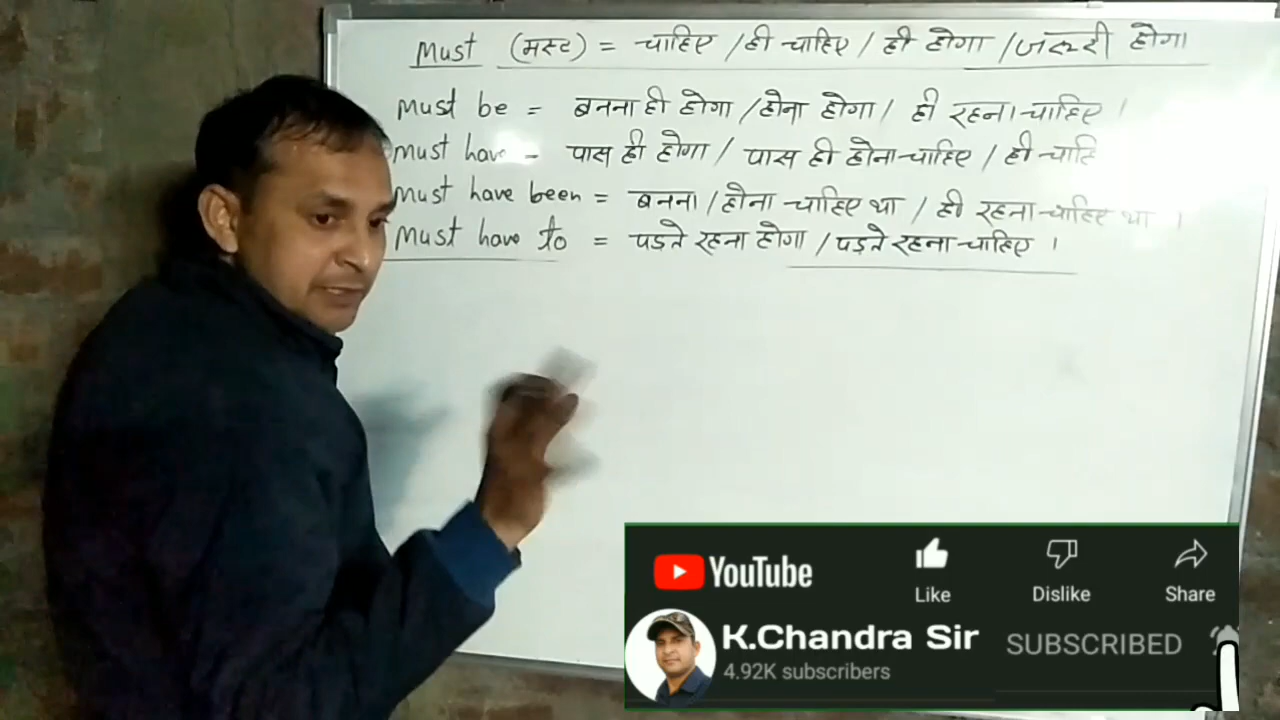 Must (मस्ट) = चाहिए / ही चाहिए / ही होगा / जरूरी होगा
Must be = बनना ही होगा / होना होगा / ही रहना चाहिए ।
Must have - पास ही होगा / पास ही होना चाहिए / ही चाहि
Must have been = बनना / होना चाहिए था / ही रहना चाहिए था ।
Must have to = पड़ते रहना होगा / पड़ते रहना चाहिए ।
YouTube
Like
Dislike
Share
K.Chandra Sir
SUBSCRIBED
4.92K subscribers